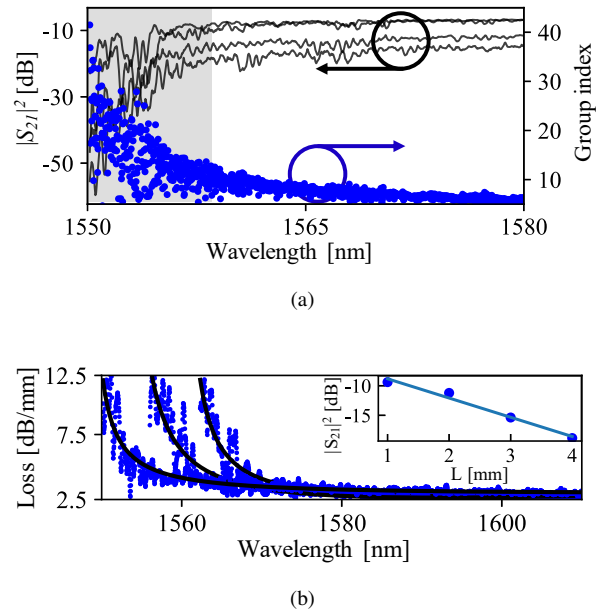 -10
-30
-50
|S21|² [dB]
40
30
20
10
Group index
1550
1565
1580
Wavelength [nm]
(a)
12.5
7.5
2.5
Loss [dB/mm]
-10
-15
|S21|² [dB]
1
2
3
4
L [mm]
1560
1580
1600
Wavelength [nm]
(b)